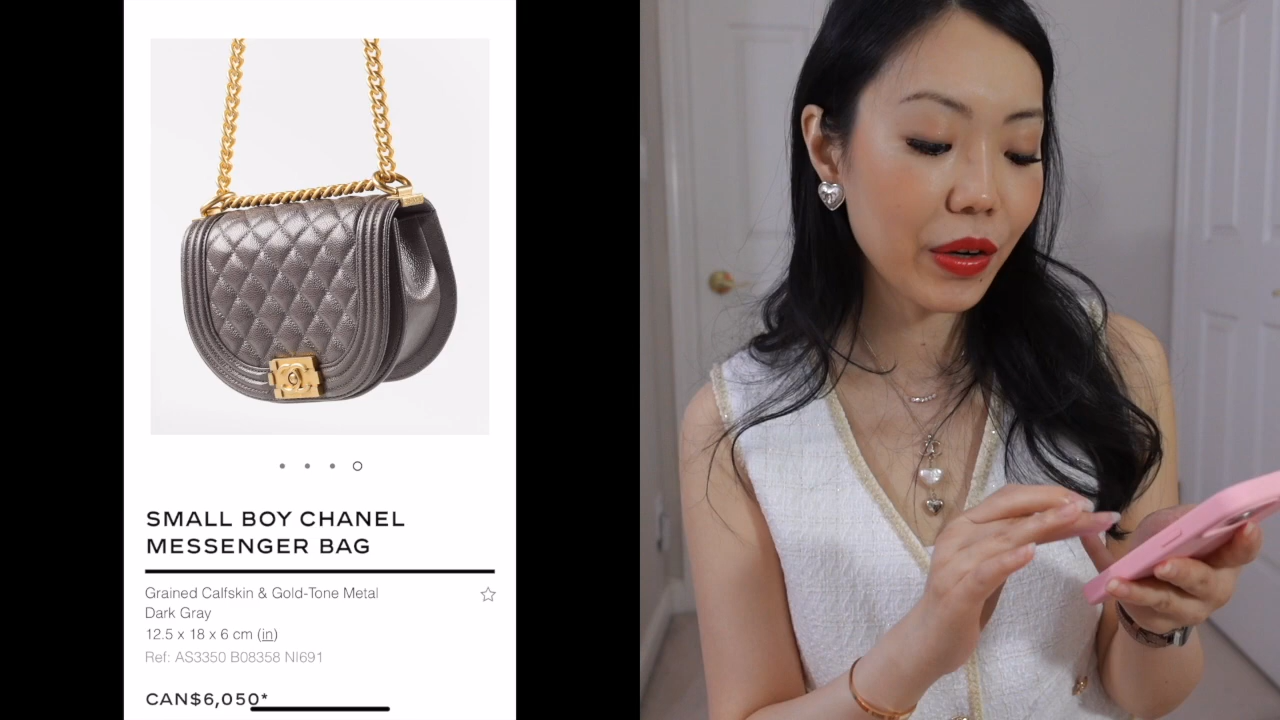 SMALL BOY CHANEL
MESSENGER BAG
Grained Calfskin & Gold-Tone Metal
Dark Gray
12.5 x 18 x 6 cm (in)
Ref: AS3350 B08358 NI691
CAN$6,050*